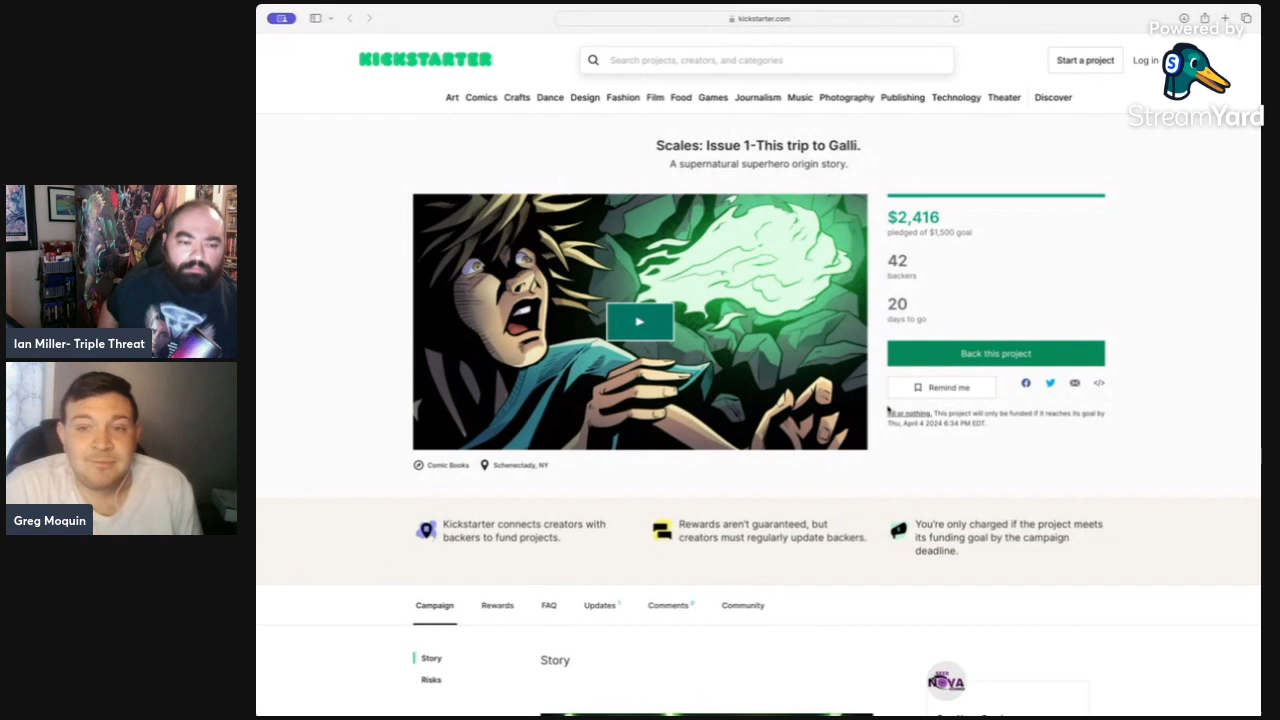 kickstarter.com
Powered by
StreamYard
KICKSTARTER
Search projects, creators, and categories
Start a project
Log in
Art Comics Crafts Dance Design Fashion Film Food Games Journalism Music Photography Publishing Technology Theater Discover
Scales: Issue 1-This trip to Galli.
A supernatural superhero origin story.
$2,416
pledged of $1,500 goal
42
backers
20
days to go
Back this project
Remind me
All or nothing. This project will only be funded if it reaches its goal by
Thu, April 4 2024 6:34 PM EDT.
Comic Books
Schenectady, NY
Ian Miller- Triple Threat
Greg Moquin
Kickstarter connects creators with
backers to fund projects.
Rewards aren't guaranteed, but
creators must regularly update backers.
You're only charged if the project meets
its funding goal by the campaign
deadline.
Campaign Rewards FAQ Updates 1 Comments 0 Community
Story
Risks
Story
NOVA